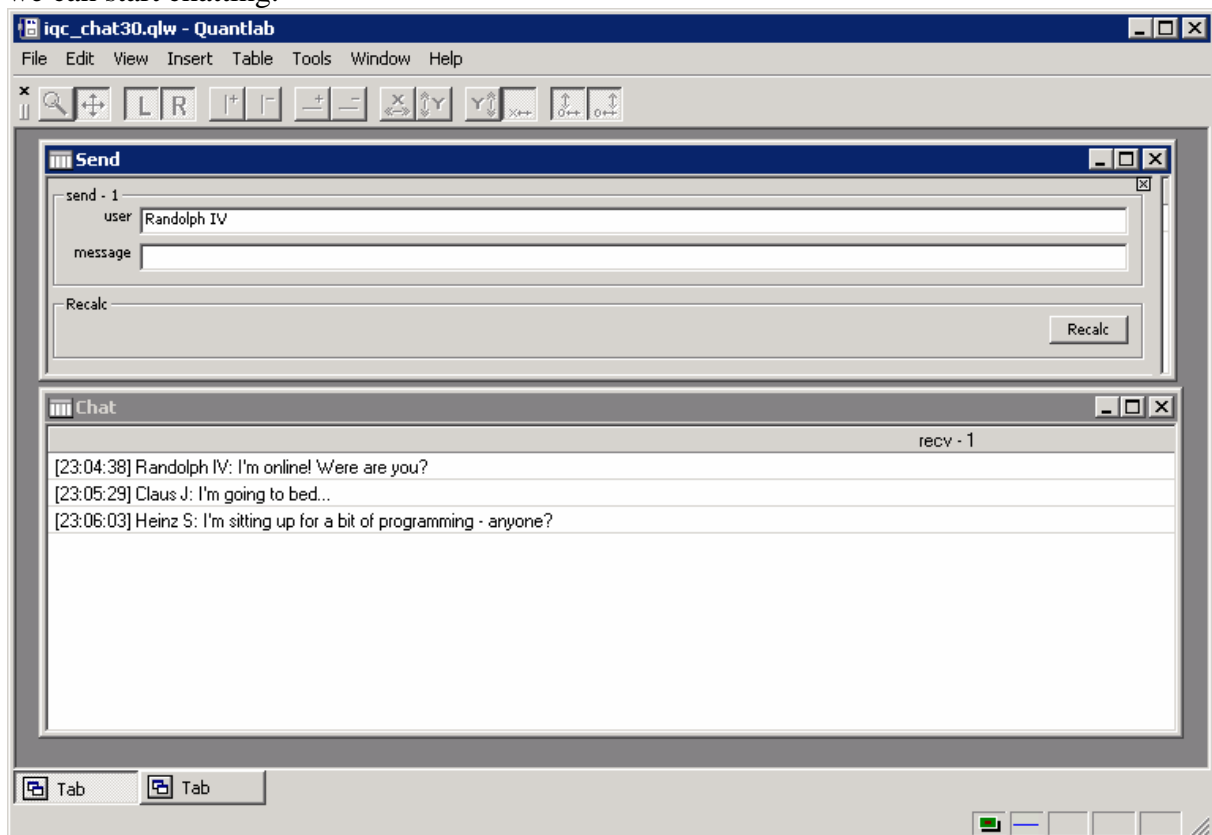 we can start chatting.
iqc_chat30.qlw - Quantlab
File Edit View Insert Table Tools Window Help
L R
Send
send - 1
user Randolph IV
message
Recalc
Recalc
Chat
recv - 1
[23:04:38] Randolph IV: I'm online! Were are you?
[23:05:29] Claus J: I'm going to bed...
[23:06:03] Heinz S: I'm sitting up for a bit of programming - anyone?
Tab Tab